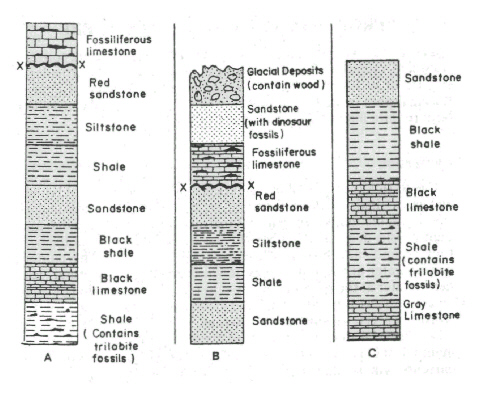 Fossiliferous
limestone
X X
Red
sandstone
Siltstone
Shale
Sandstone
Black
shale
Black
limestone
Shale
( Contains
trilobite
fossils )
A
Glacial Deposits
(contain wood)
Sandstone
(with dinosaur
fossils)
Fossiliferous
limestone
X X
Red
sandstone
Siltstone
Shale
Sandstone
B
Sandstone
Black
shale
Black
limestone
Shale
( contains
trilobite
fossils)
Gray
Limestone
C